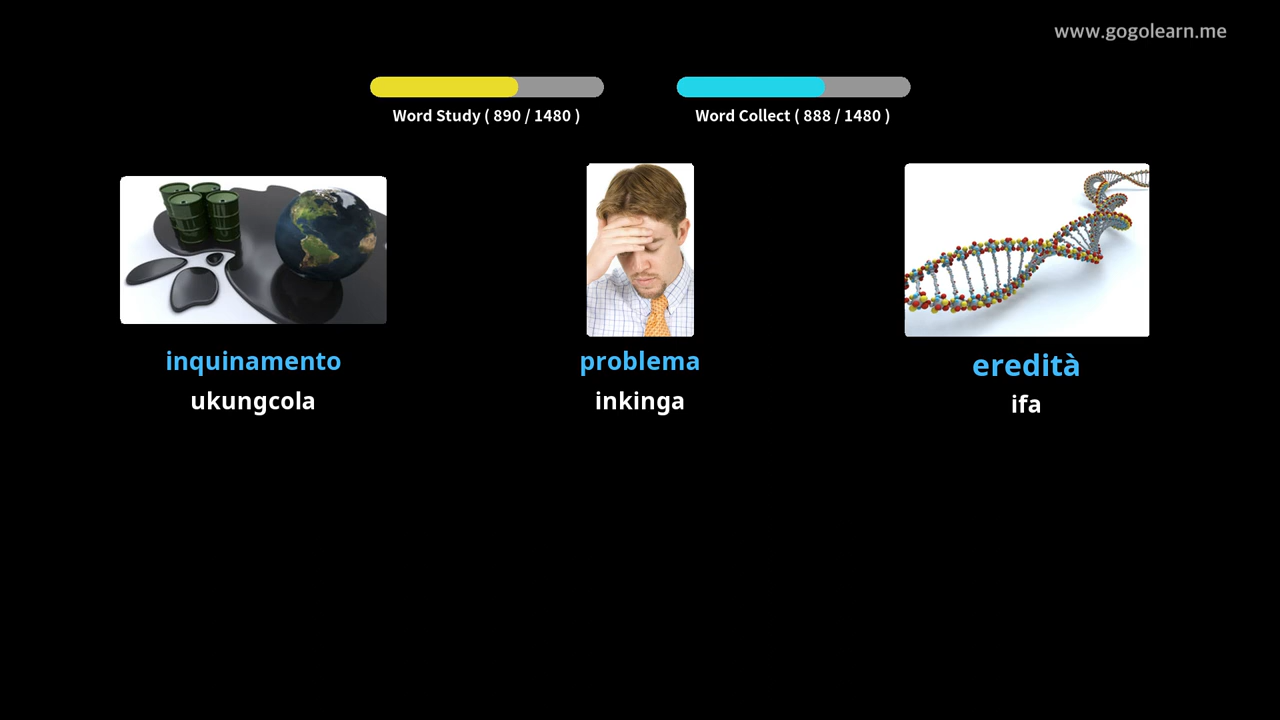 www.gogolearn.me
Word Study ( 890 / 1480 )
Word Collect ( 888 / 1480 )
inquinamento
ukungcola
problema
inkinga
eredità
ifa